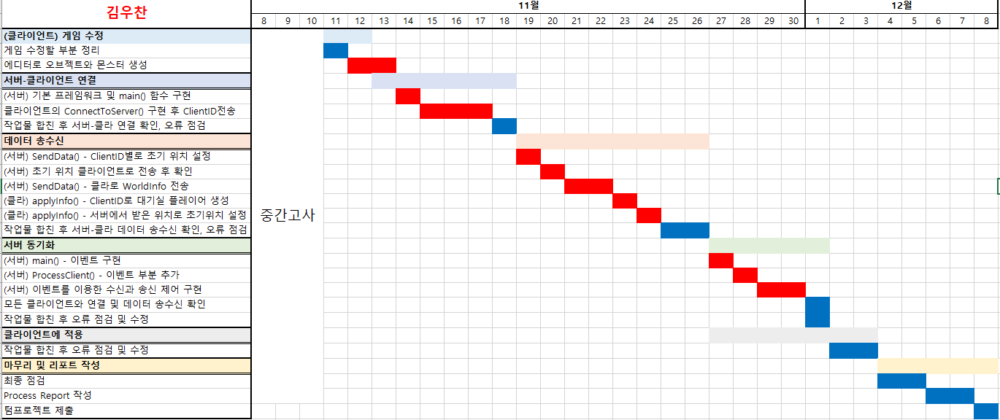 김우찬
11월
12월
8 9 10 11 12 13 14 15 16 17 18 19 20 21 22 23 24 25 26 27 28 29 30 1 2 3 4 5 6 7 8
(클라이언트) 게임 수정
게임 수정할 부분 정리
에디터로 오브젝트와 몬스터 생성
서버-클라이언트 연결
(서버) 기본 프레임워크 및 main() 함수 구현
클라이언트의 ConnectToServer() 구현 후 ClientID전송
작업물 합친 후 서버-클라 연결 확인, 오류 점검
데이터 송수신
(서버) SendData() - ClientID별로 초기 위치 설정
(서버) 초기 위치 클라이언트로 전송 후 확인
(서버) SendData() - 클라로 WorldInfo 전송
(클라) applyInfo() - ClientID로 대기실 플레이어 생성
(클라) applyInfo() - 서버에서 받은 위치로 초기위치 설정
중간고사
작업물 합친 후 서버-클라 데이터 송수신 확인, 오류 점검
서버 동기화
(서버) main() - 이벤트 구현
(서버) ProcessClient() - 이벤트 부분 추가
(서버) 이벤트를 이용한 수신과 송신 제어 구현
모든 클라이언트와 연결 및 데이터 송수신 확인
작업물 합친 후 오류 점검 및 수정
클라이언트에 적용
작업물 합친 후 오류 점검 및 수정
마무리 및 리포트 작성
최종 점검
Process Report 작성
텀프로젝트 제출